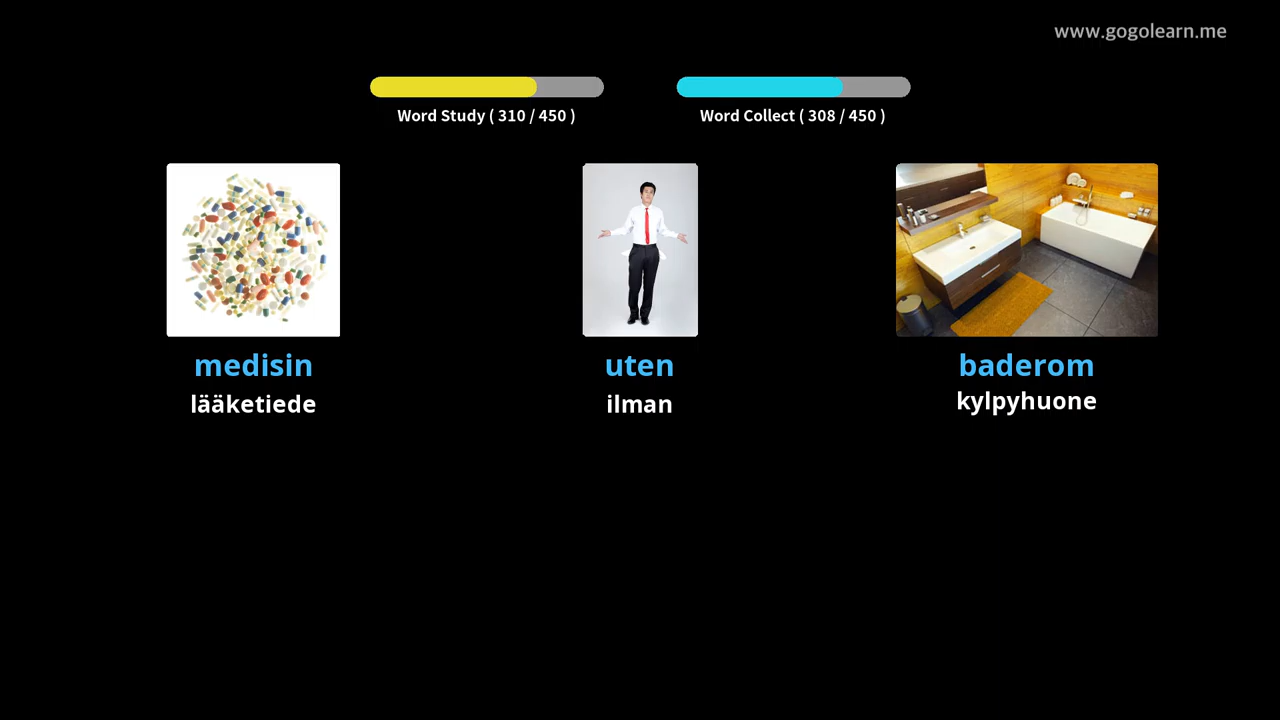 www.gogolearn.me
Word Study ( 310 / 450 )
Word Collect ( 308 / 450 )
medisin
uten
baderom
lääketiede
ilman
kylpyhuone